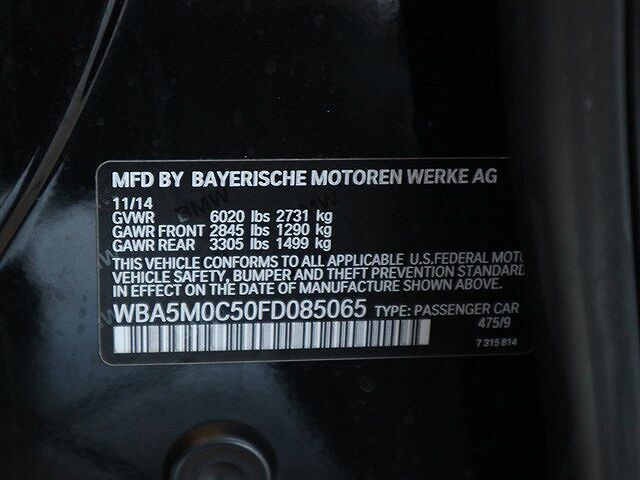 MFD BY BAYERISCHE MOTOREN WERKE AG
11/14
GVWR 6020 lbs 2731 kg
GAWR FRONT 2845 lbs 1290 kg
GAWR REAR 3305 lbs 1499 kg
THIS VEHICLE CONFORMS TO ALL APPLICABLE U.S.FEDERAL
VEHICLE SAFETY, BUMPER AND THEFT PREVENTION STANDARD
IN EFFECT ON THE DATE OF MANUFACTURE SHOWN ABOVE.
WBA5M0C50FD085065 TYPE: PASSENGER CAR
475/9
7 315 814